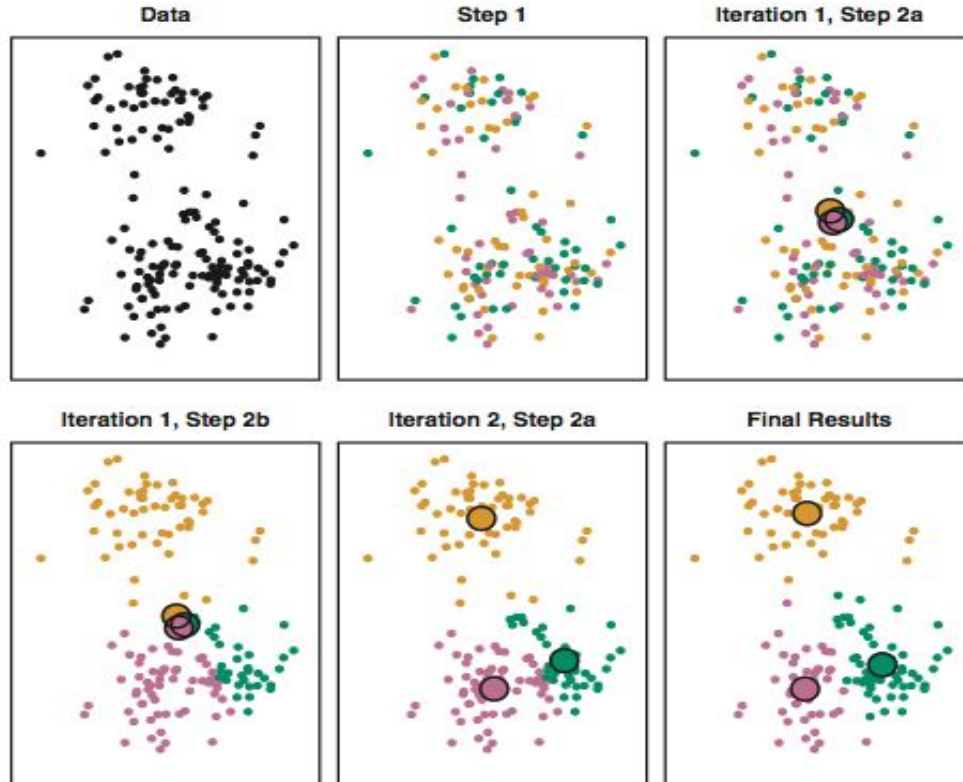 Data
Step 1
Iteration 1, Step 2a
Iteration 1, Step 2b
Iteration 2, Step 2a
Final Results